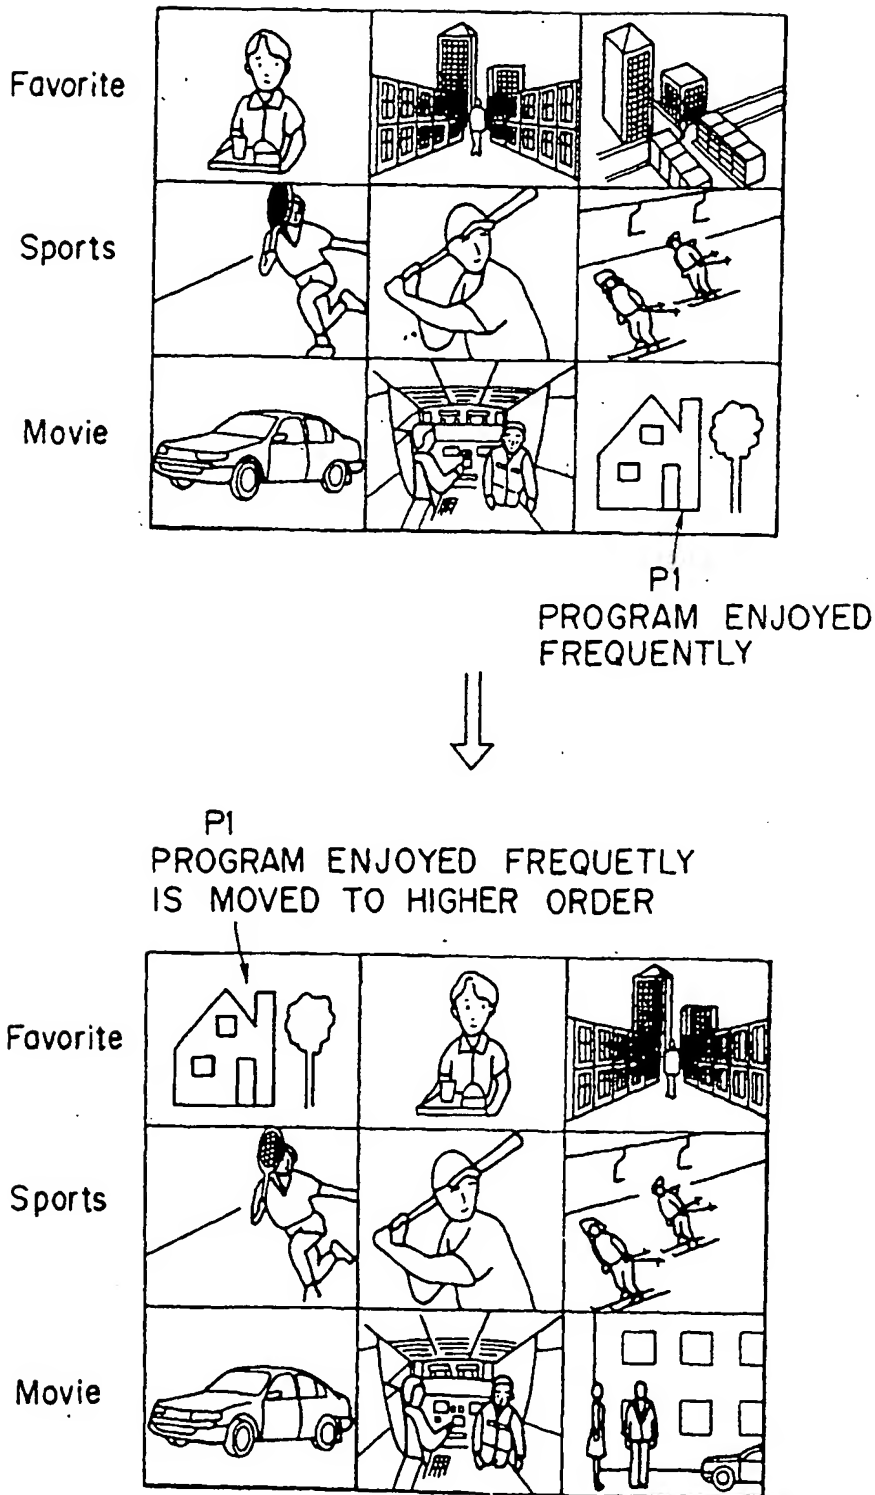 Favorite
Sports
Movie
P1
PROGRAM ENJOYED
FREQUENTLY
P1
PROGRAM ENJOYED FREQUETLY
IS MOVED TO HIGHER ORDER
Favorite
Sports
Movie